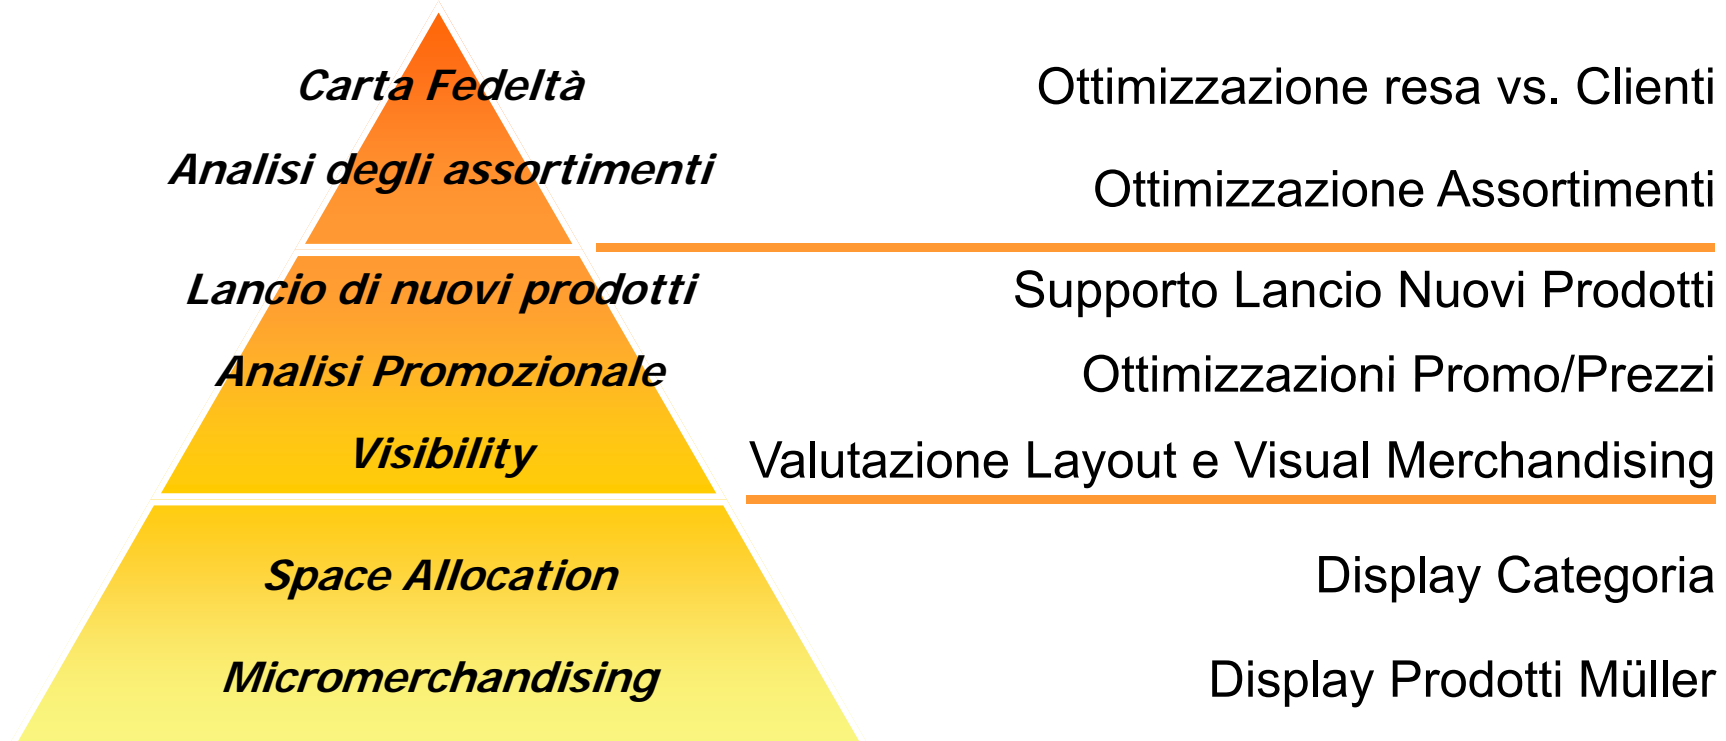 Carta Fedeltà
Ottimizzazione resa vs. Clienti
Analisi degli assortimenti
Ottimizzazione Assortimenti
Lancio di nuovi prodotti
Supporto Lancio Nuovi Prodotti
Analisi Promozionale
Ottimizzazioni Promo/Prezzi
Visibility
Valutazione Layout e Visual Merchandising
Space Allocation
Display Categoria
Micromerchandising
Display Prodotti Müller